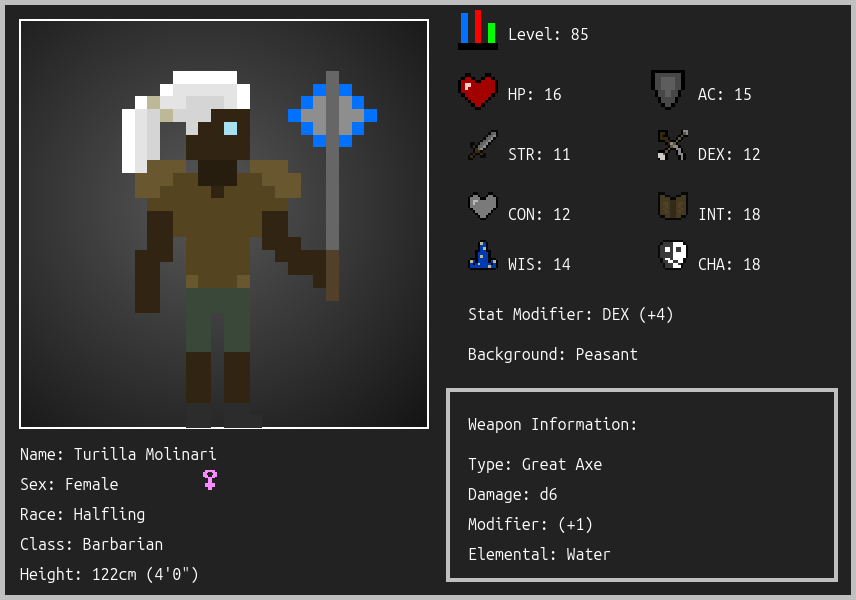 Level: 85
HP: 16
AC: 15
STR: 11
DEX: 12
CON: 12
INT: 18
WIS: 14
CHA: 18
Stat Modifier: DEX (+4)
Background: Peasant
Name: Turilla Molinari
Sex: Female
Race: Halfling
Class: Barbarian
Height: 122cm (4'0")
Weapon Information:
Type: Great Axe
Damage: d6
Modifier: (+1)
Elemental: Water